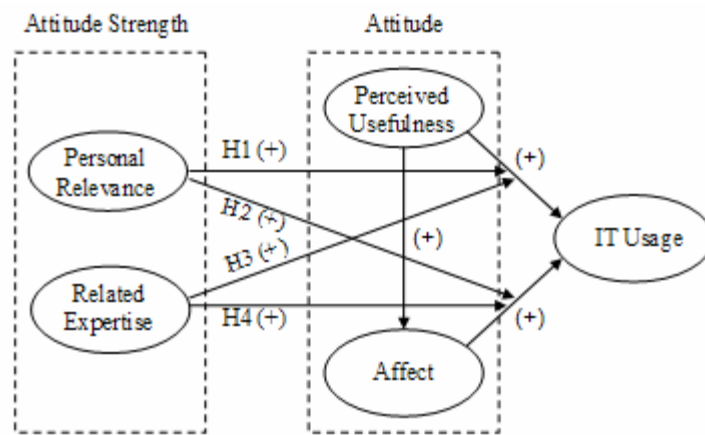 Attitude Strength
Attitude
Perceived
Usefulness
Personal
Relevance
H1 (+)
(+)
H2 (+)
IT Usage
H3 (+)
(+)
Related
Expertise
H4 (+)
(+)
Affect